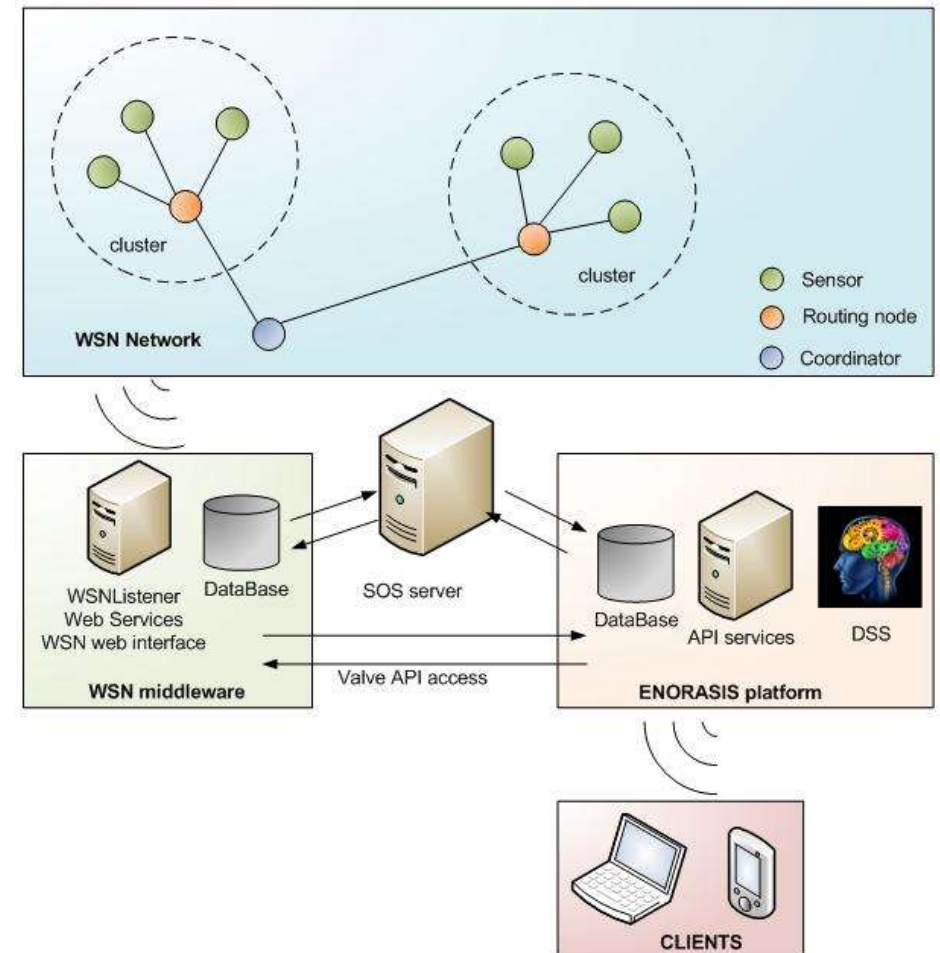 cluster
cluster
Sensor
Routing node
WSN Network
Coordinator
WSNListener
Web Services
WSN web interface
DataBase
SOS server
DataBase
API services
DSS
Valve API access
WSN middleware
ENORASIS platform
CLIENTS